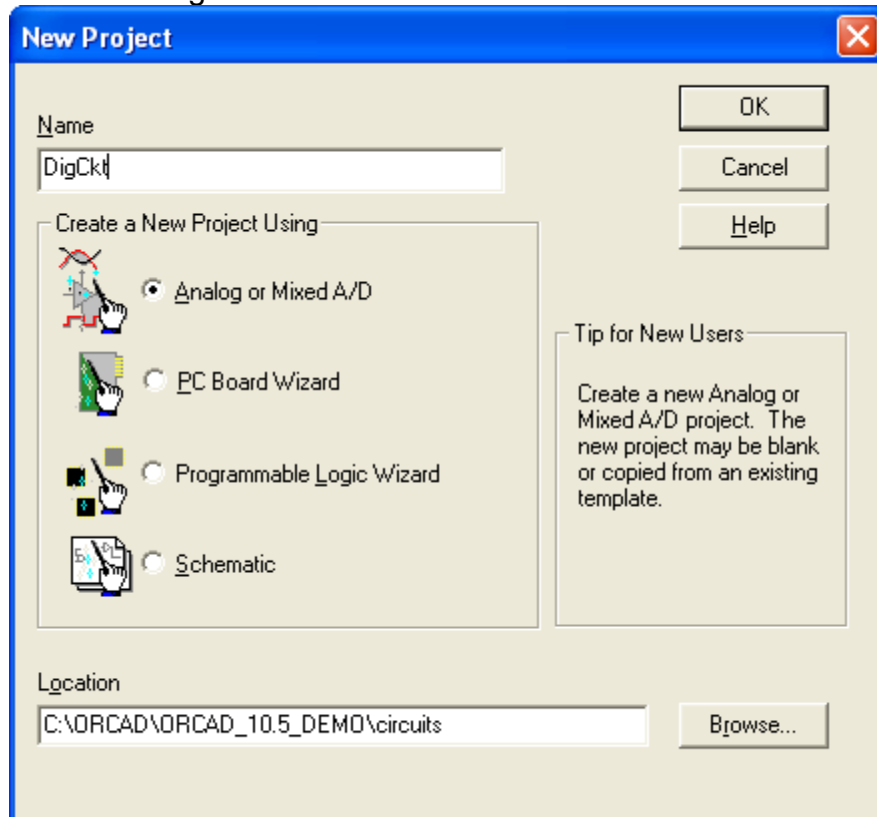 New Project
Name
DigCkt
OK
Cancel
Help
Create a New Project Using
Analog or Mixed A/D
PC Board Wizard
Programmable Logic Wizard
Schematic
Tip for New Users
Create a new Analog or
Mixed A/D project. The
new project may be blank
or copied from an existing
template.
Location
C:\ORCAD\ORCAD_10.5_DEMO\circuits
Browse...